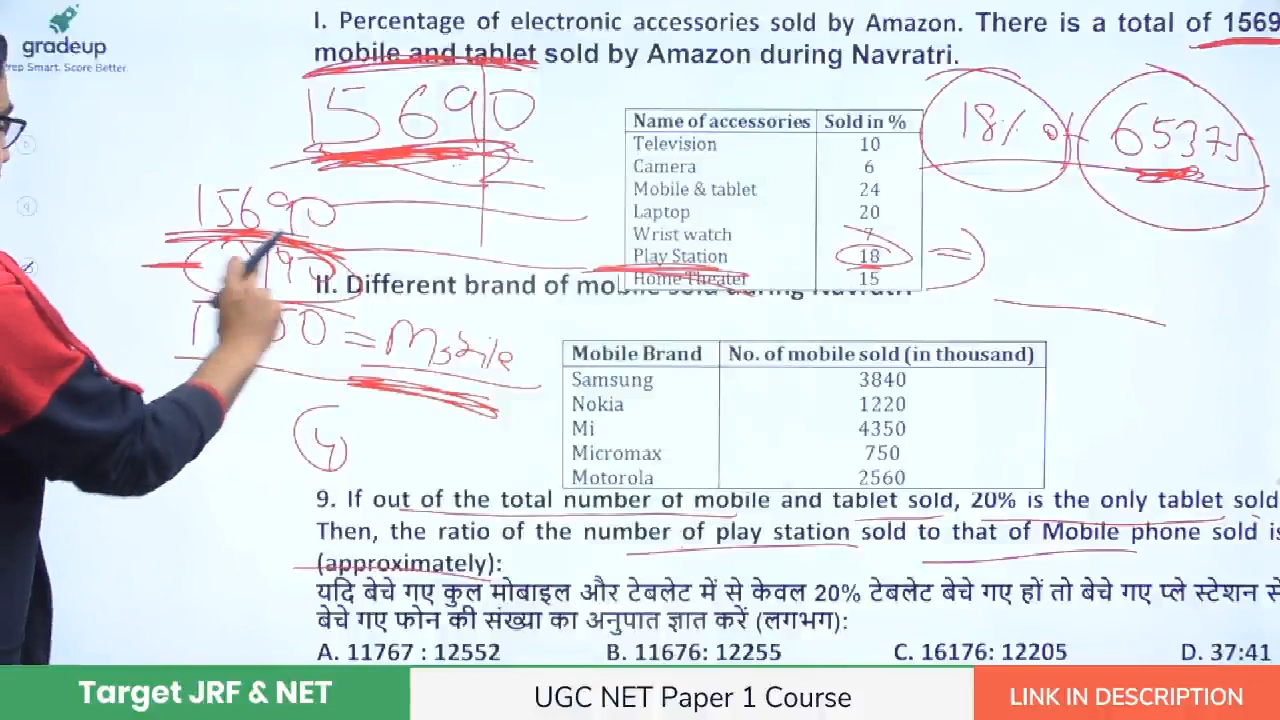 gradeup
Prep Smart. Score Better.
I. Percentage of electronic accessories sold by Amazon. There is a total of 1569
mobile and tablet sold by Amazon during Navratri.
15690
18% of 65375
15690
Name of accessories Sold in %
Television 10
Camera 6
Mobile & tablet 24
Laptop 20
Wrist watch 7
Play Station 18
Home Theater 15
II. Different brand of mobile sold during Navratri
= Mobile
Mobile Brand No. of mobile sold (in thousand)
Samsung 3840
Nokia 1220
Mi 4350
Micromax 750
Motorola 2560
9. If out of the total number of mobile and tablet sold, 20% is the only tablet sold
Then, the ratio of the number of play station sold to that of Mobile phone sold is
(approximately):
यदि बेचे गए कुल मोबाइल और टेबलेट में से केवल 20% टेबलेट बेचे गए हों तो बेचे गए प्ले स्टेशन से
बेचे गए फोन की संख्या का अनुपात ज्ञात करें (लगभग):
A. 11767 : 12552 B. 11676: 12255 C. 16176: 12205 D. 37:41
Target JRF & NET UGC NET Paper 1 Course LINK IN DESCRIPTION